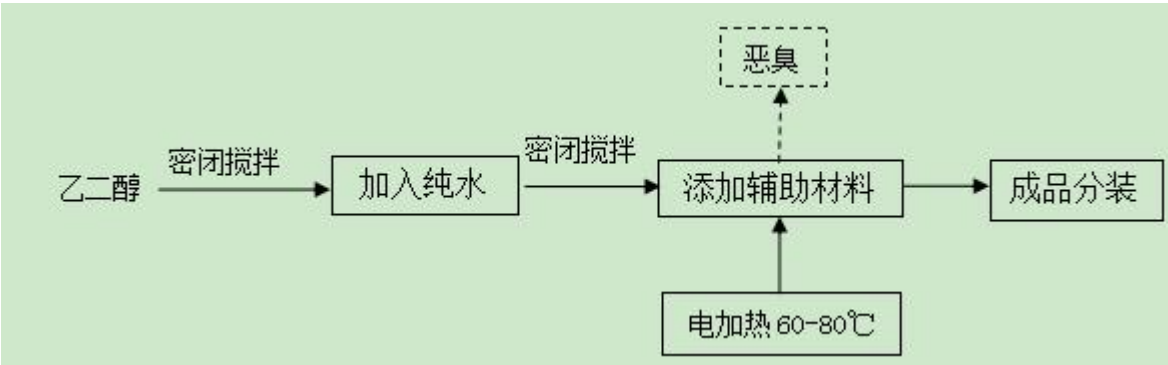 恶臭
密闭搅拌
密闭搅拌
乙二醇
加入纯水
添加辅助材料
成品分装
电加热 60-80℃